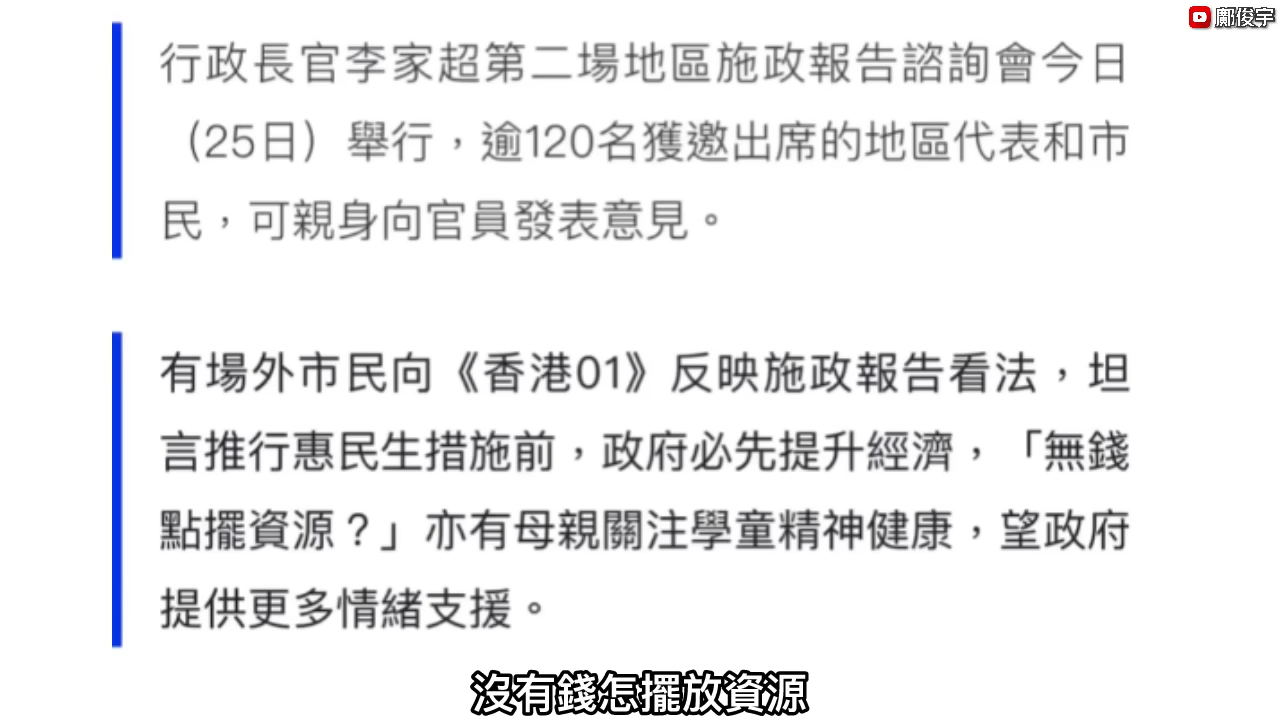 鄺俊宇
行政長官李家超第二場地區施政報告諮詢會今日
（25日）舉行，逾120名獲邀出席的地區代表和市
民，可親身向官員發表意見。
有場外市民向《香港01》反映施政報告看法，坦
言推行惠民生措施前，政府必先提升經濟，「無錢
點擺資源？」亦有母親關注學童精神健康，望政府
提供更多情緒支援。
沒有錢怎擺放資源